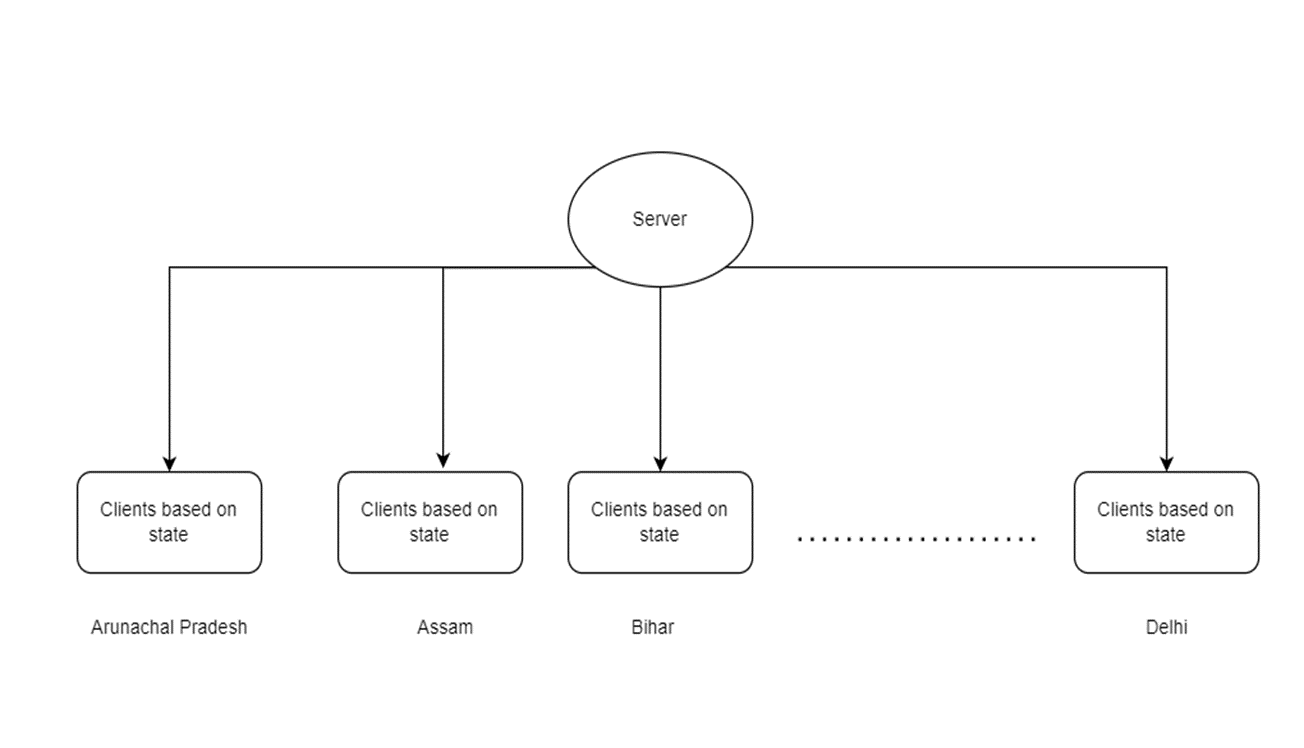 Server
Clients based on
state
Clients based on
state
Clients based on
state
Clients based on
state
Arunachal Pradesh
Assam
Bihar
Delhi